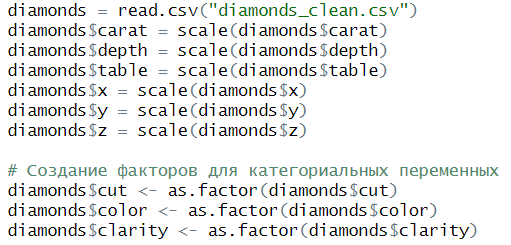 diamonds = read.csv("diamonds_clean.csv")
diamonds$carat = scale(diamonds$carat)
diamonds$depth = scale(diamonds$depth)
diamonds$table = scale(diamonds$table)
diamonds$x = scale(diamonds$x)
diamonds$y = scale(diamonds$y)
diamonds$z = scale(diamonds$z)
# Создание факторов для категориальных переменных
diamonds$cut <- as.factor(diamonds$cut)
diamonds$color <- as.factor(diamonds$color)
diamonds$clarity <- as.factor(diamonds$clarity)